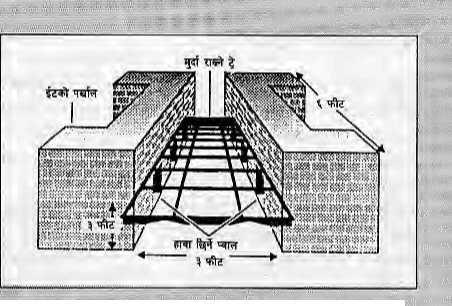 मुर्दा राख्ने ट्रे
ईटको पर्खाल
६ फीट
३ फीट
हावा छिर्ने प्वाल
३ फीट